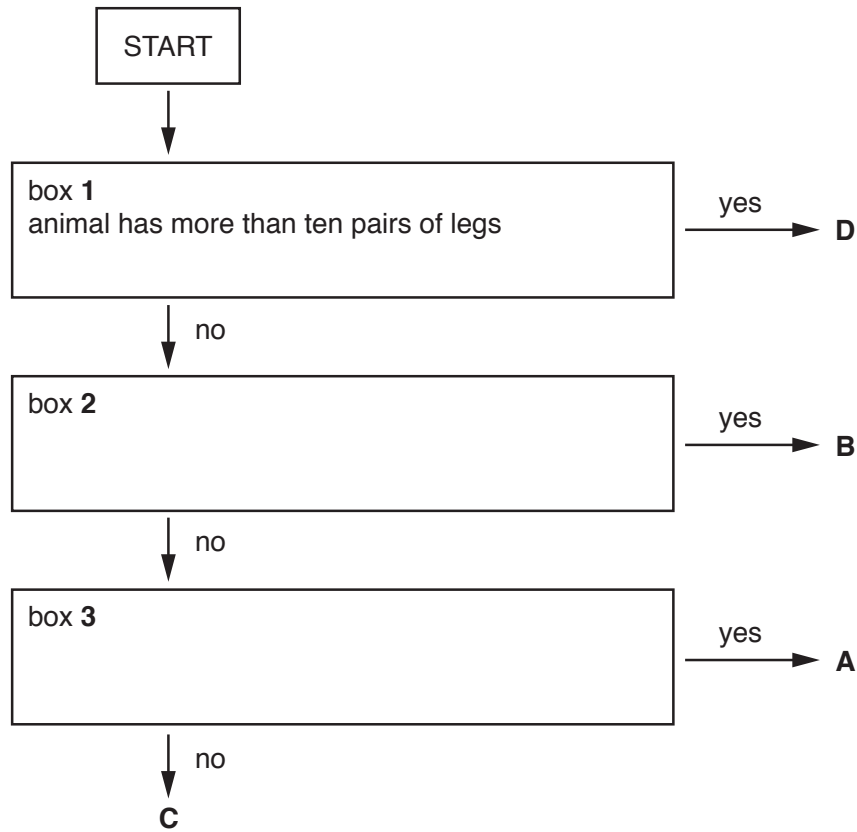 START
box 1
animal has more than ten pairs of legs
yes
D
no
box 2
yes
B
no
box 3
yes
A
no
C